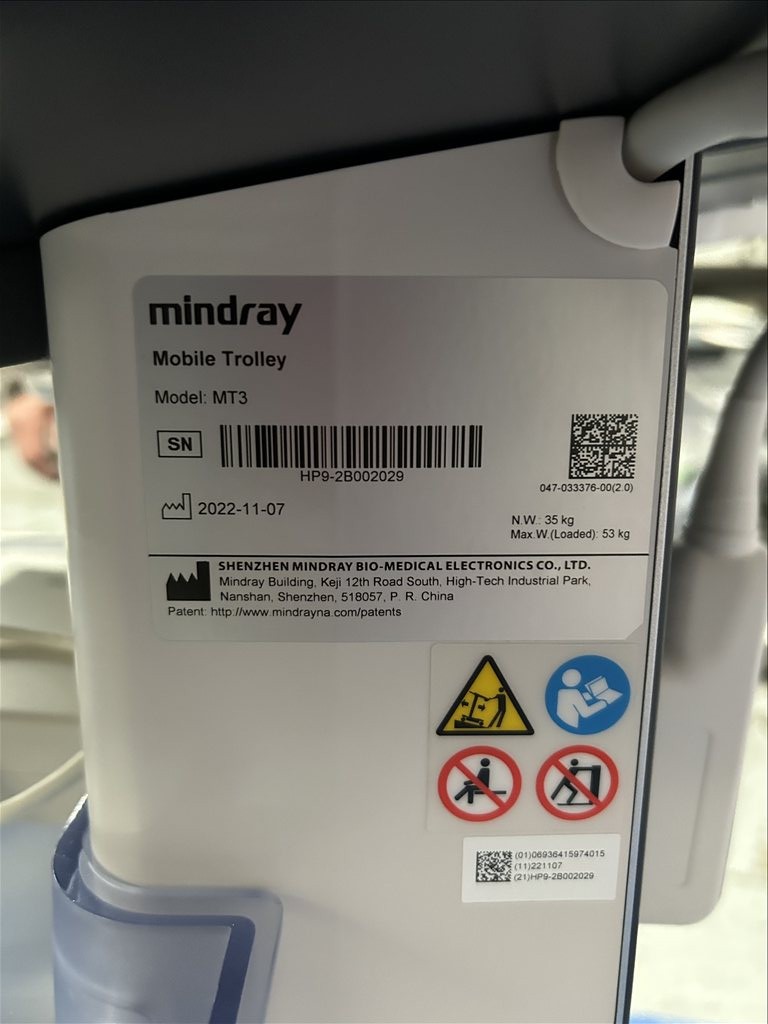 mindray
Mobile Trolley
Model: MT3
SN
HP9-2B002029
047-033376-00(2.0)
2022-11-07
N.W.: 35 kg
Max.W.(Loaded): 53 kg
SHENZHEN MINDRAY BIO-MEDICAL ELECTRONICS CO., LTD.
Mindray Building, Keji 12th Road South, High-Tech Industrial Park,
Nanshan, Shenzhen, 518057, P. R. China
Patent: http://www.mindrayna.com/patents
(01)06936415974015
(11)221107
(21)HP9-2B002029